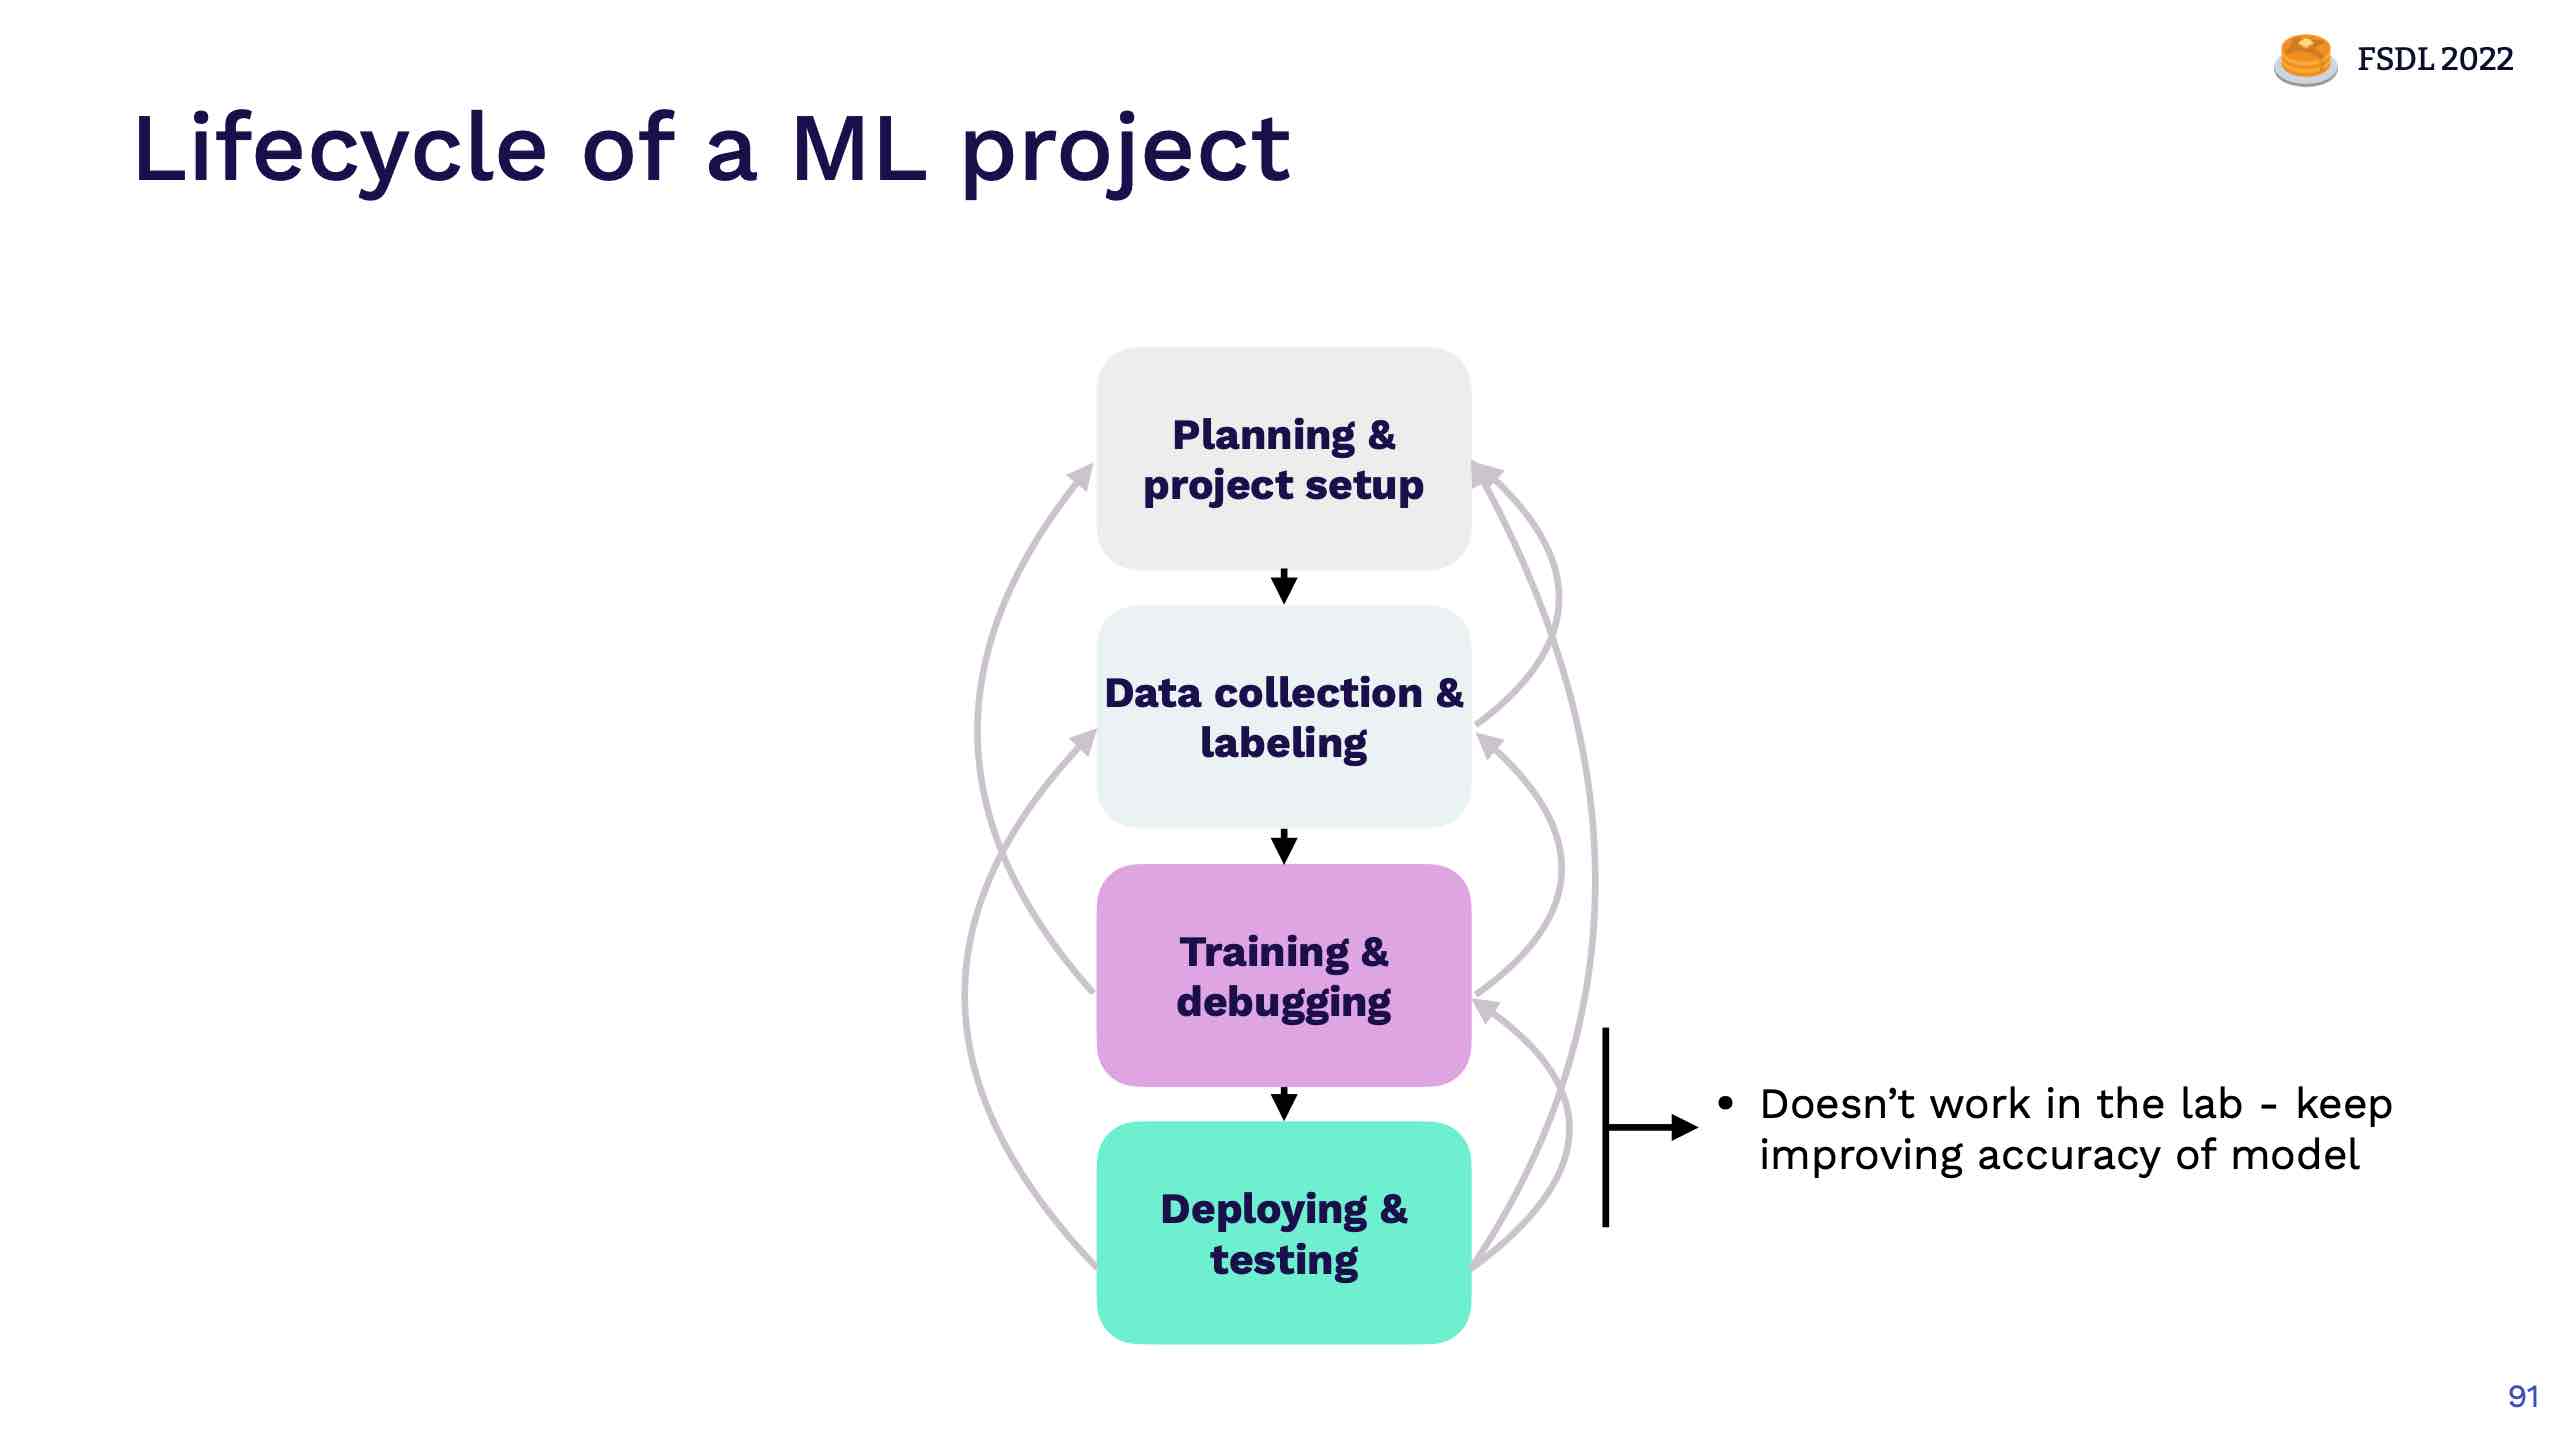 FSDL 2022
Lifecycle of a ML project
Planning &
project setup
Data collection &
labeling
Training &
debugging
Deploying &
testing
• Doesn’t work in the lab - keep
improving accuracy of model
91